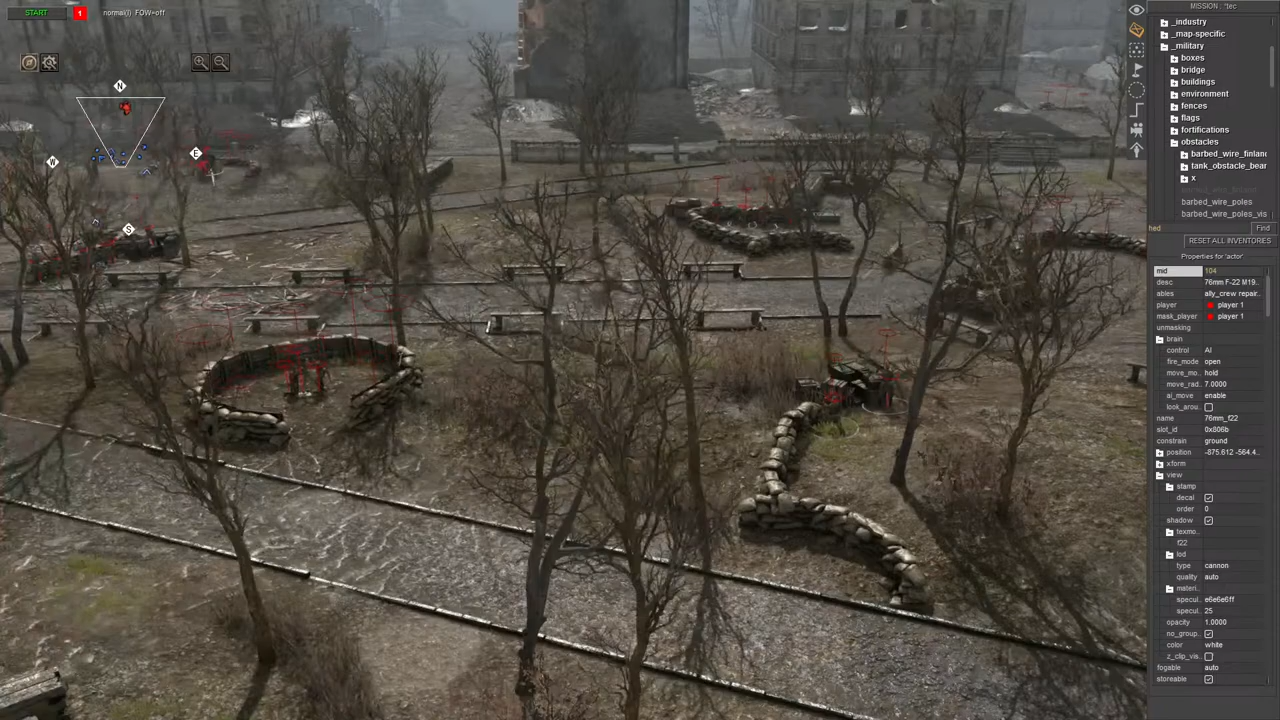 START
1
normal() FOW=off
N
W
E
S
MISSION : "tec
_industry
_map-specific
_military
boxes
bridge
buildings
environment
fences
flags
fortifications
obstacles
barbed_wire_finland
tank_obstacle_bear
x
barbed_wire_poles
barbed_wire_poles_vis
hed
Find
RESET ALL INVENTORIES
Properties for 'actor'
mid 104
desc 76mm F-22 M19..
ables ally_crew repair..
player player 1
mask_player player 1
unmasking
brain
control AI
fire_mode open
move_mo.. hold
move_rad.. 7.0000
ai_move enable
look_arou..
name 76mm_f22
slot_id 0x806b
constrain ground
position -875.612 -564.4..
xform
view
stamp
decal
order 0
shadow
texmo..
f22
lod
type cannon
quality auto
materi..
specul.. e6e6e6ff
specul.. 25
opacity 1.0000
no_group..
color white
z_clip_vis..
fogable auto
storeable